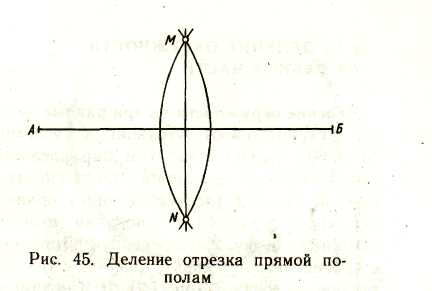 М
А
Б
N
Рис. 45. Деление отрезка прямой по-
полам